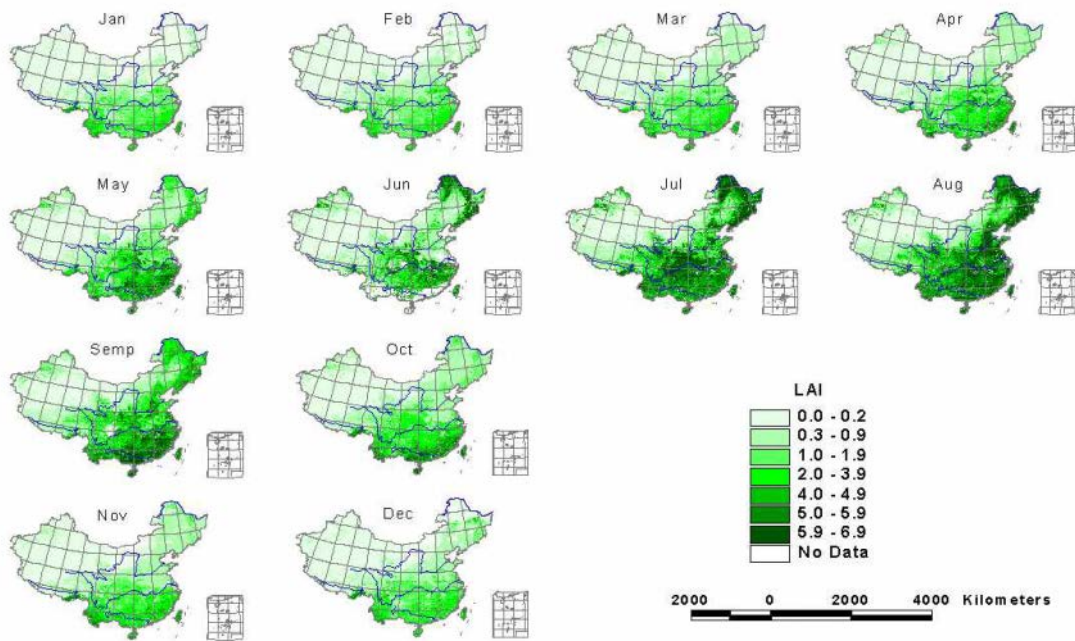 Jan Feb Mar Apr
May Jun Jul Aug
Semp Oct
LAI
0.0 - 0.2
0.3 - 0.9
1.0 - 1.9
2.0 - 3.9
4.0 - 4.9
5.0 - 5.9
5.9 - 6.9
No Data
Nov Dec
2000 0 2000 4000 Kilometers